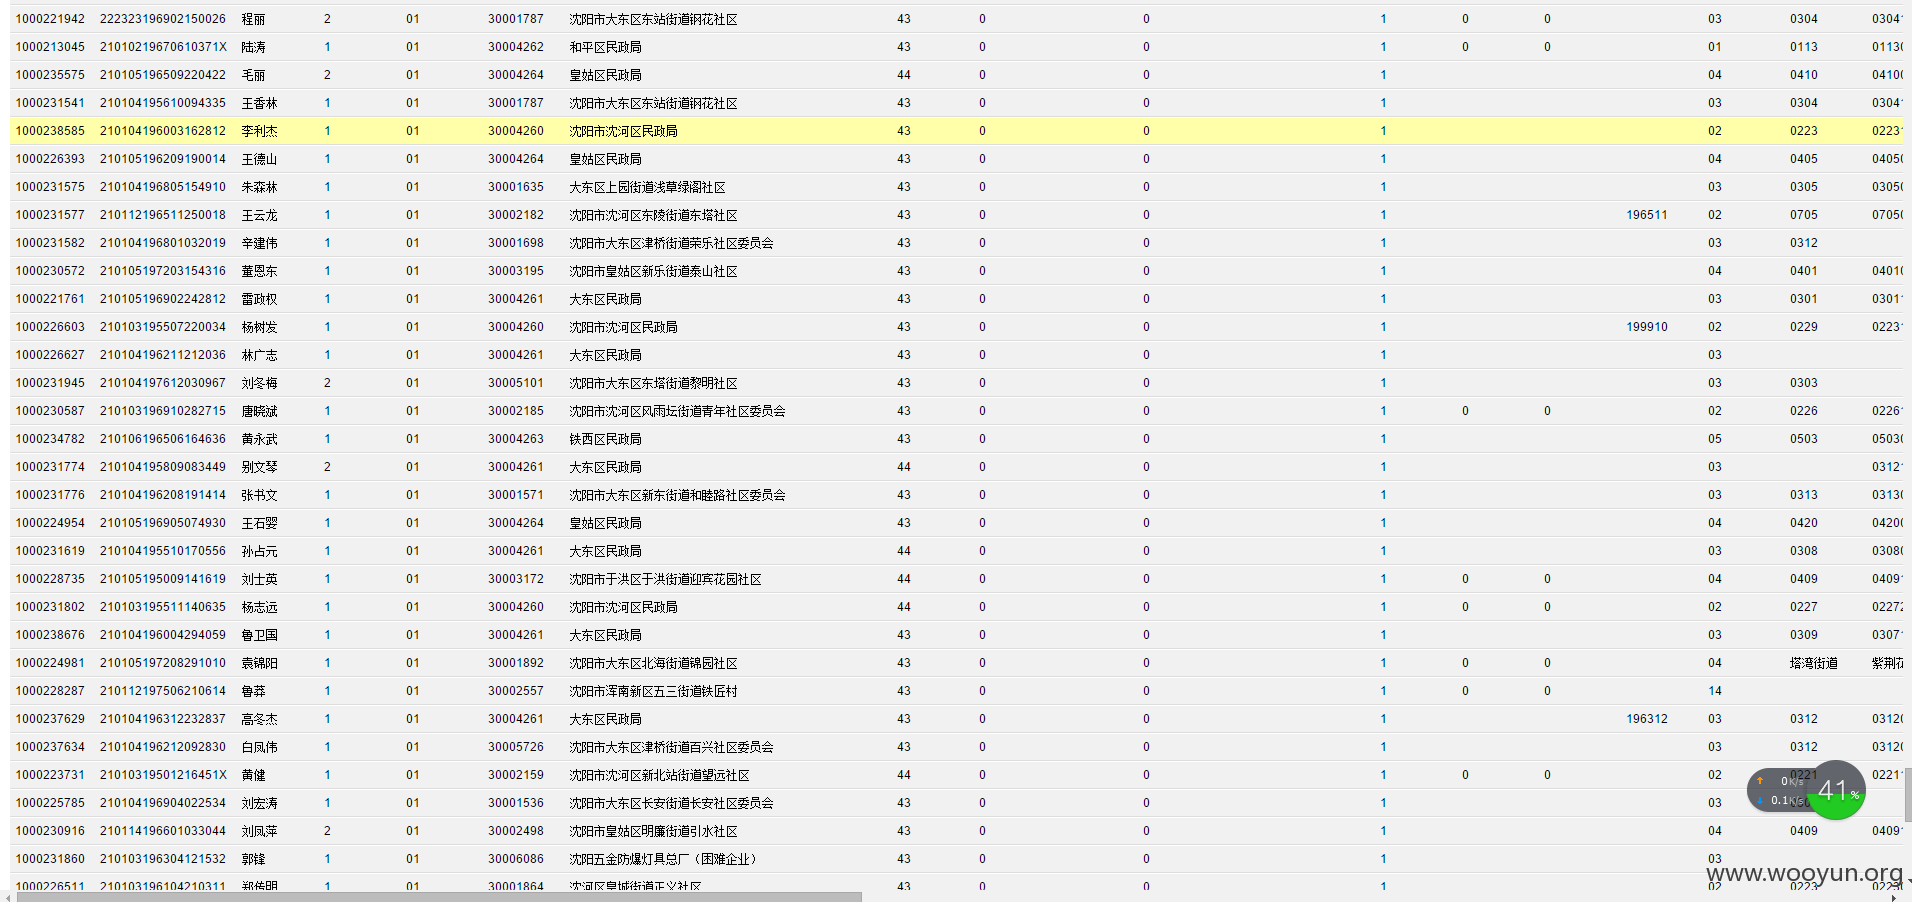 1000221942 222323196902150026 程丽 2 01 30001787 沈阳市大东区东站街道钢花社区 43 0 0 1 0 0 03 0304 0304
1000213045 21010219670610371X 陆涛 1 01 30004262 和平区民政局 43 0 0 1 0 0 01 0113 0113
1000235575 210105196509220422 毛丽 2 01 30004264 皇姑区民政局 44 0 0 1 04 0410 0410
1000231541 210104195610094335 王香林 1 01 30001787 沈阳市大东区东站街道钢花社区 43 0 0 1 03 0304 0304
1000238585 210104196003162812 李利杰 1 01 30004260 沈阳市沈河区民政局 43 0 0 1 02 0223 0223
1000226393 210105196209190014 王德山 1 01 30004264 皇姑区民政局 43 0 0 1 04 0405 0405
1000231575 210104196805154910 朱森林 1 01 30001635 大东区上园街道浅草绿阁社区 43 0 0 1 03 0305 0305
1000231577 210112196511250018 王云龙 1 01 30002182 沈阳市沈河区东陵街道东塔社区 43 0 0 1 196511 02 0705 0705
1000231582 210104196801032019 辛建伟 1 01 30001698 沈阳市大东区津桥街道荣乐社区委员会 43 0 0 1 03 0312
1000230572 210105197203154316 董恩东 1 01 30003195 沈阳市皇姑区新乐街道泰山社区 43 0 0 1 04 0401 0401
1000221761 210105196902242812 雷政权 1 01 30004261 大东区民政局 43 0 0 1 03 0301 0301
1000226603 210103195507220034 杨树发 1 01 30004260 沈阳市沈河区民政局 43 0 0 1 199910 02 0229 0223
1000226627 210104196211212036 林广志 1 01 30004261 大东区民政局 43 0 0 1 03
1000231945 210104197612030967 刘冬梅 2 01 30005101 沈阳市大东区东塔街道黎明社区 43 0 0 1 03 0303
1000230587 210103196910282715 唐晓斌 1 01 30002185 沈阳市沈河区风雨坛街道青年社区委员会 43 0 0 1 0 0 02 0226 0226
1000234782 210106196506164636 黄永武 1 01 30004263 铁西区民政局 43 0 0 1 05 0503 0503
1000231774 210104195809083449 别文琴 2 01 30004261 大东区民政局 44 0 0 1 03 0312
1000231776 210104196208191414 张书文 1 01 30001571 沈阳市大东区新东街道和睦路社区委员会 43 0 0 1 03 0313 0313
1000224954 210105196905074930 王石婴 1 01 30004264 皇姑区民政局 43 0 0 1 04 0420 0420
1000231619 210104195510170556 孙占元 1 01 30004261 大东区民政局 44 0 0 1 03 0308 0308
1000228735 210105195009141619 刘士英 1 01 30003172 沈阳市于洪区于洪街道迎宾花园社区 44 0 0 1 0 0 04 0409 0409
1000231802 210103195511140635 杨志远 1 01 30004260 沈阳市沈河区民政局 44 0 0 1 0 0 02 0227 0227
1000238676 210104196004294059 鲁卫国 1 01 30004261 大东区民政局 43 0 0 1 03 0309 0307
1000224981 210105197208291010 袁锦阳 1 01 30001892 沈阳市大东区北海街道锦园社区 43 0 0 1 0 0 04 塔湾街道 紫荆
1000228287 210112197506210614 鲁莽 1 01 30002557 沈阳市浑南新区五三街道铁匠村 43 0 0 1 0 0 14
1000237629 210104196312232837 高冬杰 1 01 30004261 大东区民政局 43 0 0 1 196312 03 0312 0312
1000237634 210104196212092830 白凤伟 1 01 30005726 沈阳市大东区津桥街道百兴社区委员会 43 0 0 1 03 0312 0312
1000223731 21010319501216451X 黄健 1 01 30002159 沈阳市沈河区新北站街道望远社区 44 0 0 1 0 0 02 0221 0221
0K/s
41%
0.1K/s
1000225785 210104196904022534 刘宏涛 1 01 30001536 沈阳市大东区长安街道长安社区委员会 43 0 0 1 03
1000230916 210114196601033044 刘凤萍 2 01 30002498 沈阳市皇姑区明廉街道引水社区 43 0 0 1 04 0409 0409
1000231860 210103196304121532 郭锋 1 01 30006086 沈阳五金防爆灯具总厂（困难企业） 43 0 0 1 03
www.wooyun.org
1000226511 210103196104210311 郑传明 1 01 30001864 沈河区皇城街道正义社区 43 0 0 1 02 0223 0223